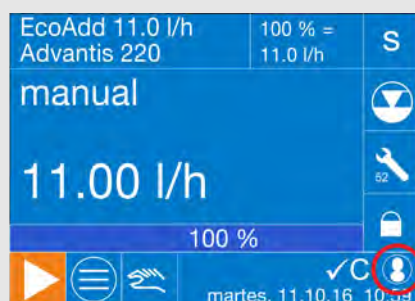 EcoAdd 11.0 l/h
Advantis 220
100 % =
11.0 l/h
S
manual
11.00 l/h
52
100 %
✓C
martes, 11.10.16